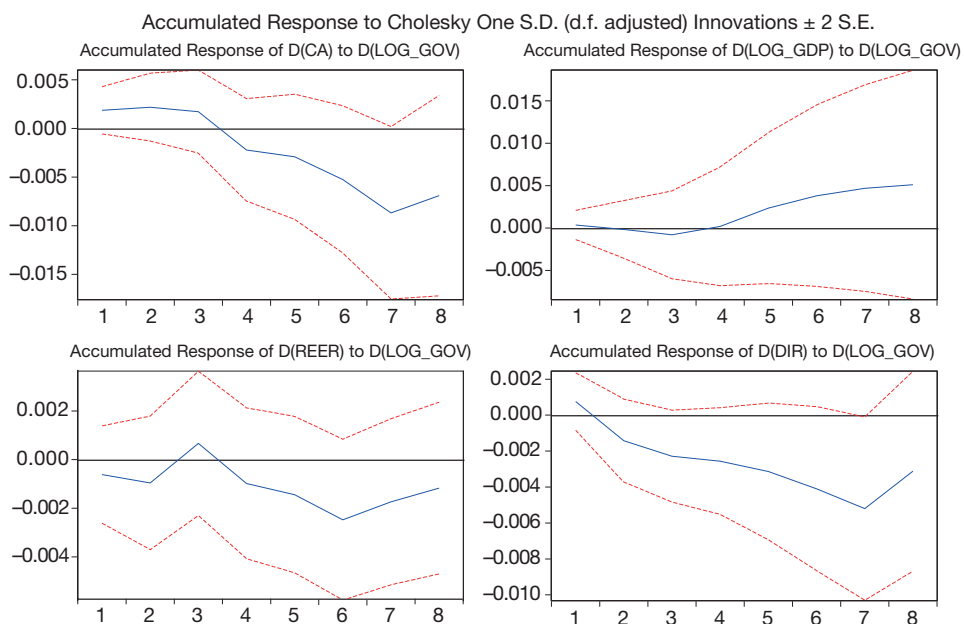 Accumulated Response to Cholesky One S.D. (d.f. adjusted) Innovations ± 2 S.E.
Accumulated Response of D(CA) to D(LOG_GOV)
0.005
0.000
−0.005
−0.010
−0.015
1 2 3 4 5 6 7 8
Accumulated Response of D(LOG_GDP) to D(LOG_GOV)
0.015
0.010
0.005
0.000
−0.005
1 2 3 4 5 6 7 8
Accumulated Response of D(REER) to D(LOG_GOV)
0.002
0.000
−0.002
−0.004
1 2 3 4 5 6 7 8
Accumulated Response of D(DIR) to D(LOG_GOV)
0.002
0.000
−0.002
−0.004
−0.006
−0.008
−0.010
1 2 3 4 5 6 7 8